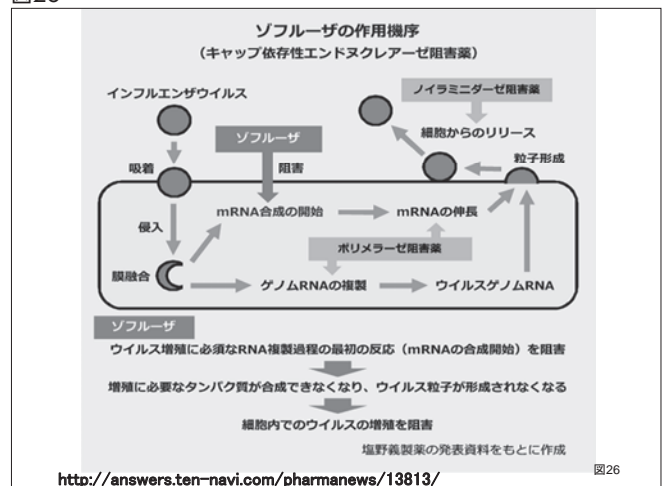 図26
ゾフルーザの作用機序
（キャップ依存性エンドヌクレアーゼ阻害薬）
インフルエンザウイルス
ノイラミニダーゼ阻害薬
細胞からのリリース
ゾフルーザ
吸着
阻害
粒子形成
mRNA合成の開始
mRNAの伸長
侵入
ポリメラーゼ阻害薬
膜融合
ゲノムRNAの複製
ウイルスゲノムRNA
ゾフルーザ
ウイルス増殖に必須なRNA複製過程の最初の反応（mRNAの合成開始）を阻害
増殖に必要なタンパク質が合成できなくなり、ウイルス粒子が形成されなくなる
細胞内でのウイルスの増殖を阻害
塩野義製薬の発表資料をもとに作成
図26
http://answers.ten-navi.com/pharmanews/13813/